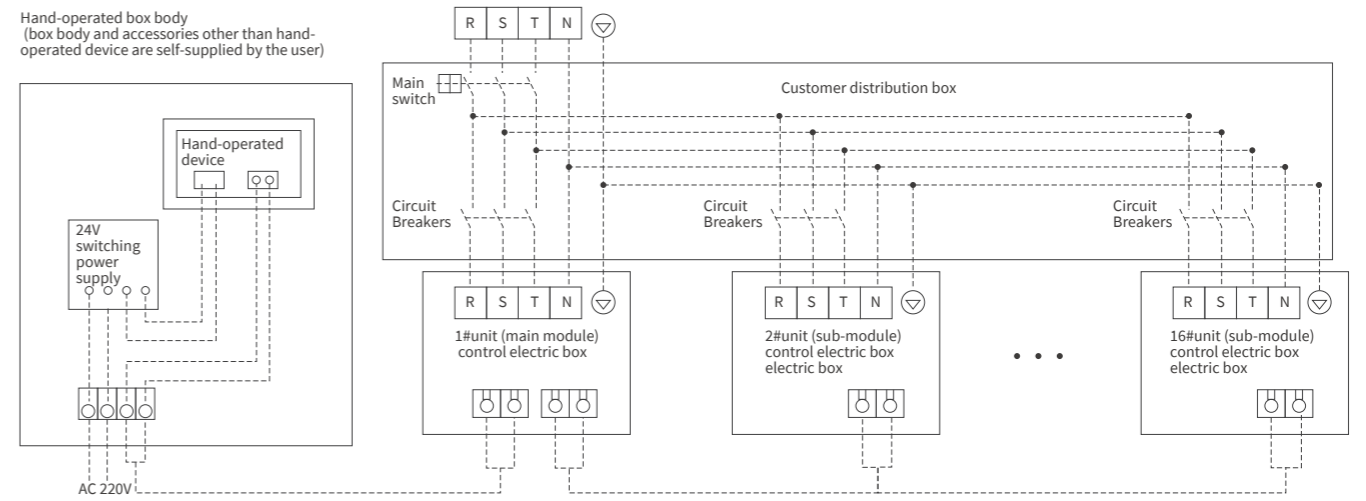 Hand-operated box body
(box body and accessories other than hand-
operated device are self-supplied by the user)
R S T N
Main
switch
Customer distribution box
Hand-operated
device
24V
switching
power
supply
Circuit
Breakers
Circuit
Breakers
Circuit
Breakers
R S T N
1#unit (main module)
control electric box
R S T N
2#unit (sub-module)
control electric box
electric box
R S T N
16#unit (sub-module)
control electric box
electric box
AC 220V